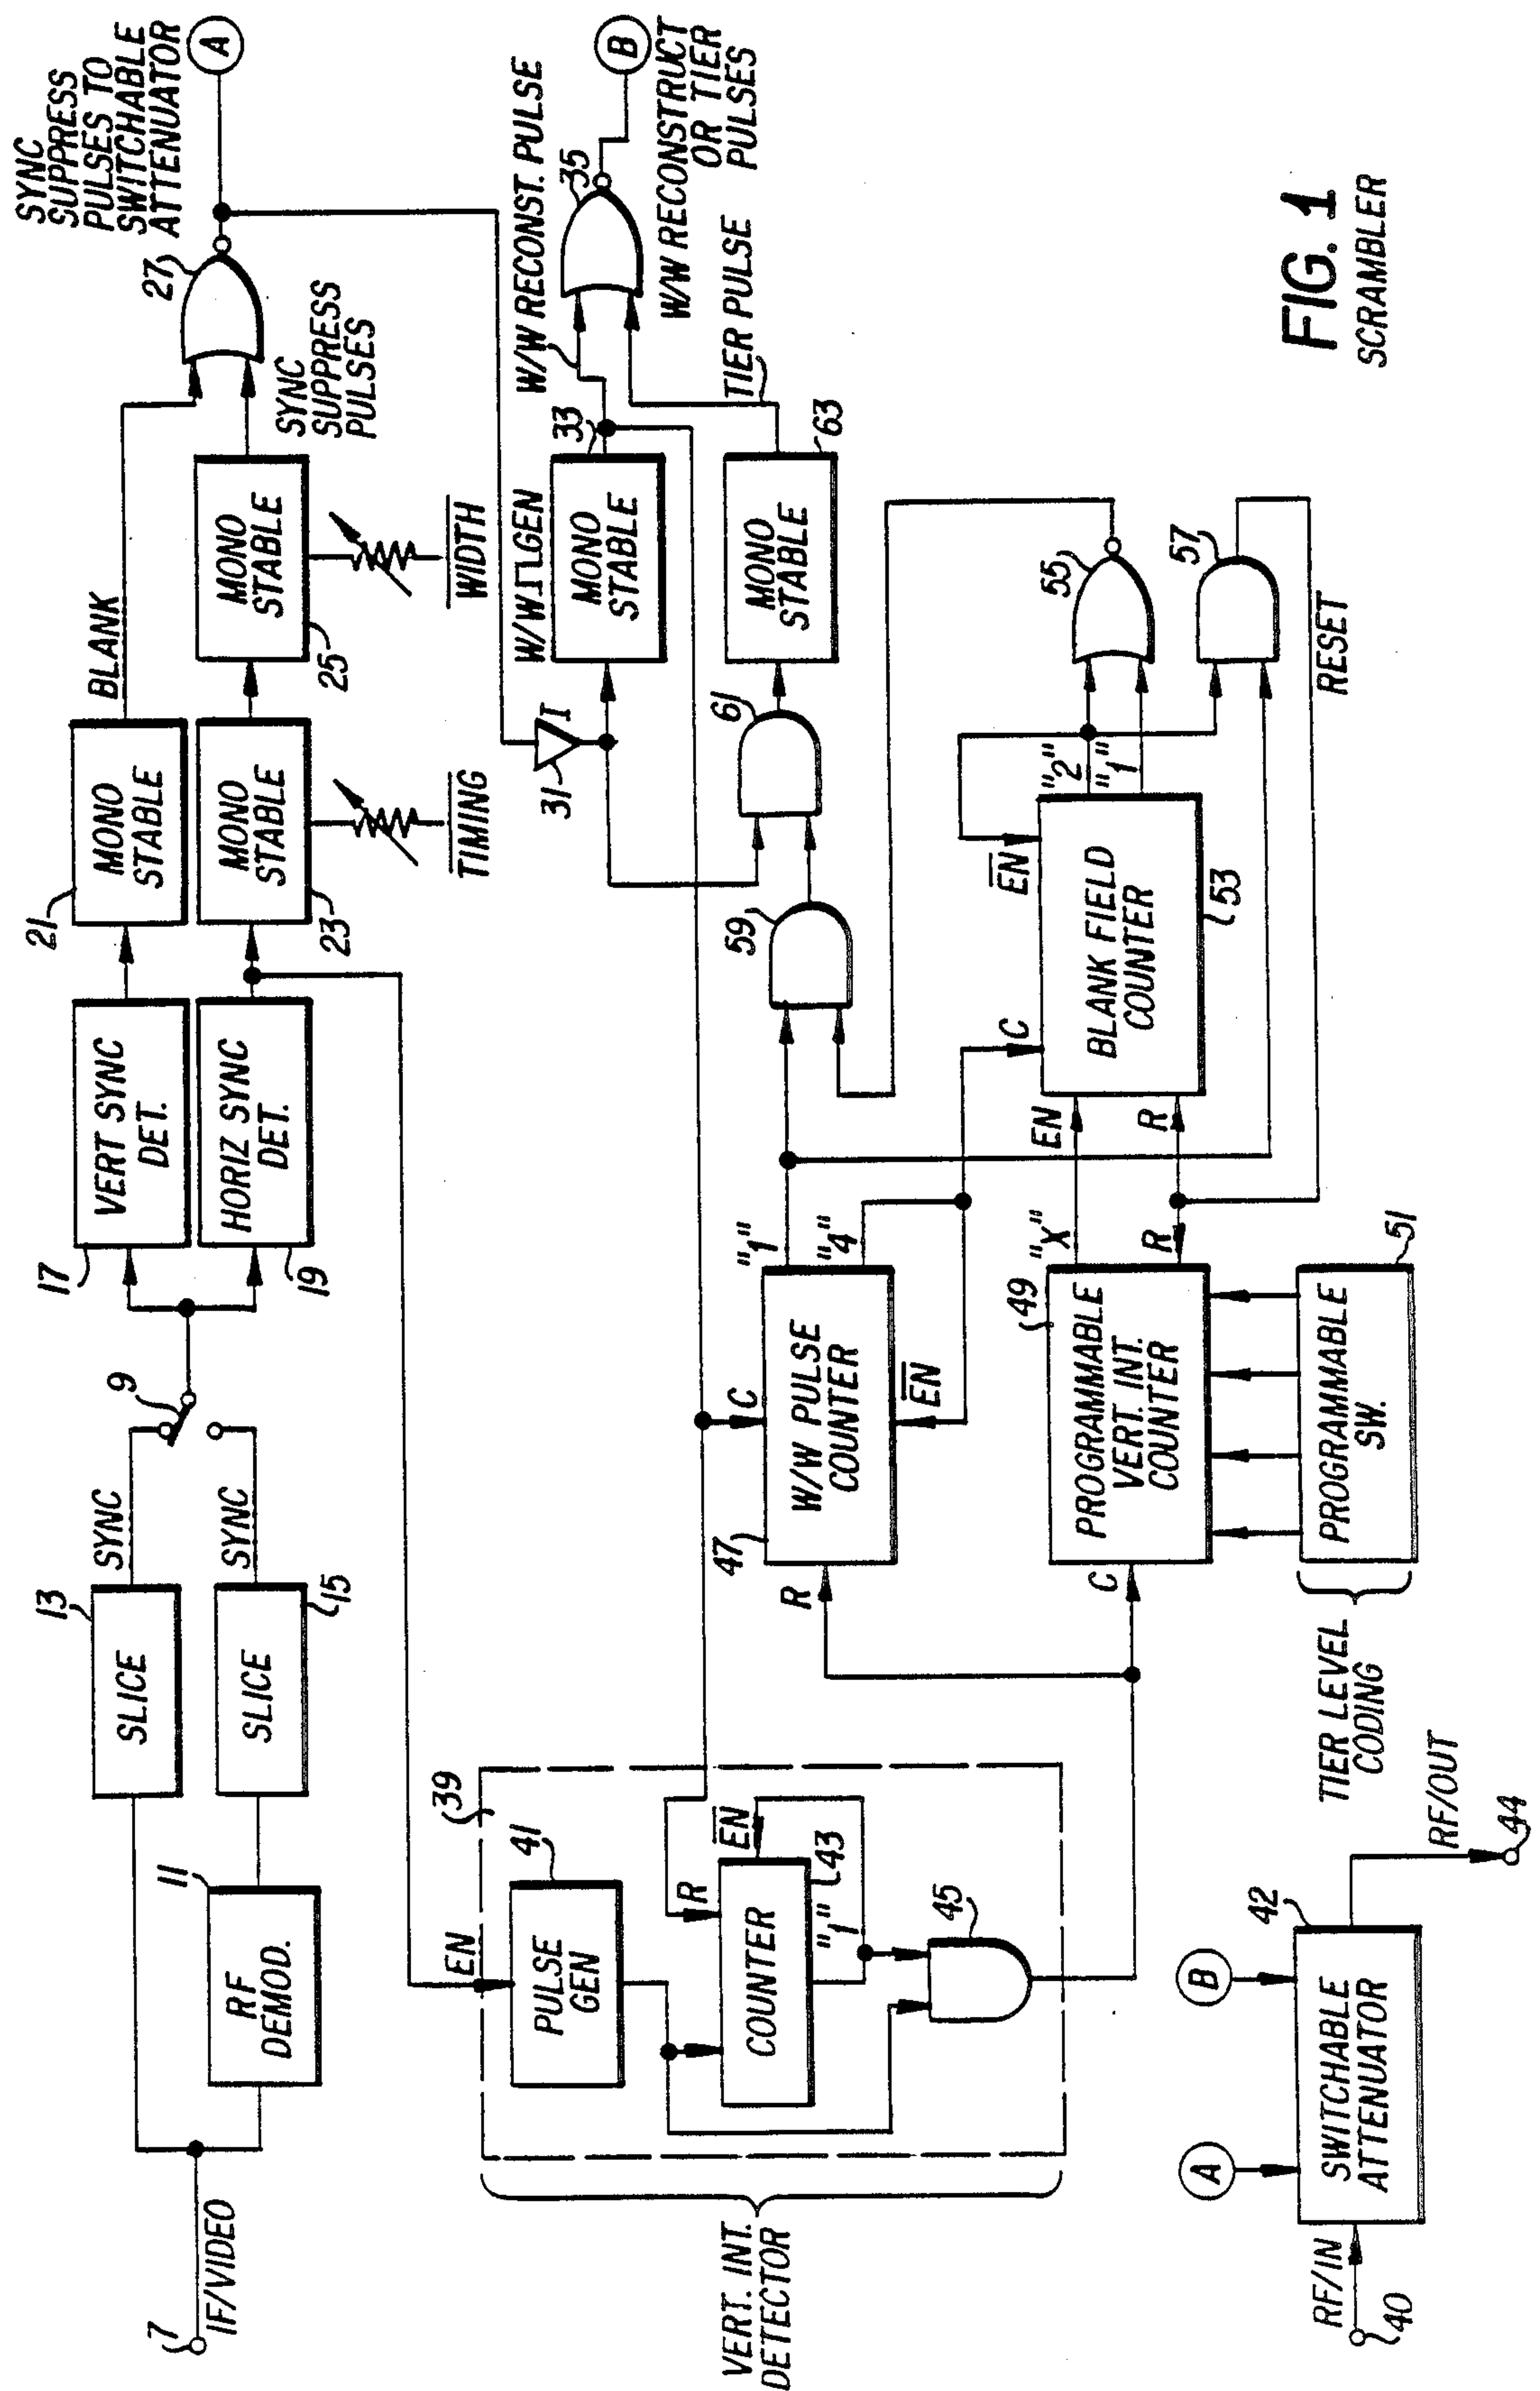 7
IF/VIDEO
11
RF
DEMOD.
13
SLICE
SLICE
15
SYNC
SYNC
9
17
VERT SYNC
DET.
HORIZ SYNC
DET.
19
21
MONO
STABLE
MONO
STABLE
23
TIMING
BLANK
MONO
STABLE
25
WIDTH
SYNC
SUPPRESS
PULSES
27
SYNC
SUPPRESS
PULSES TO
SWITCHABLE
ATTENUATOR
A
31
I
W/W GEN
MONO
STABLE
33
W/W RECONST. PULSE
35
B
W/W RECONSTRUCT
OR TIER
PULSES
TIER PULSE
MONO
STABLE
63
61
59
VERT. INT.
DETECTOR
39
EN
41
PULSE
GEN
R
EN
COUNTER
43
"1"
45
47
R
W/W PULSE
COUNTER
C
EN
"1"
"4"
49
C
PROGRAMMABLE
VERT. INT.
COUNTER
"X"
R
EN
R
C
BLANK FIELD
COUNTER
EN
53
"2"
"1"
55
57
RESET
TIER LEVEL
CODING
PROGRAMMABLE
SW.
51
RF/IN
40
A
B
SWITCHABLE
ATTENUATOR
42
RF/OUT
44
FIG. 1
SCRAMBLER